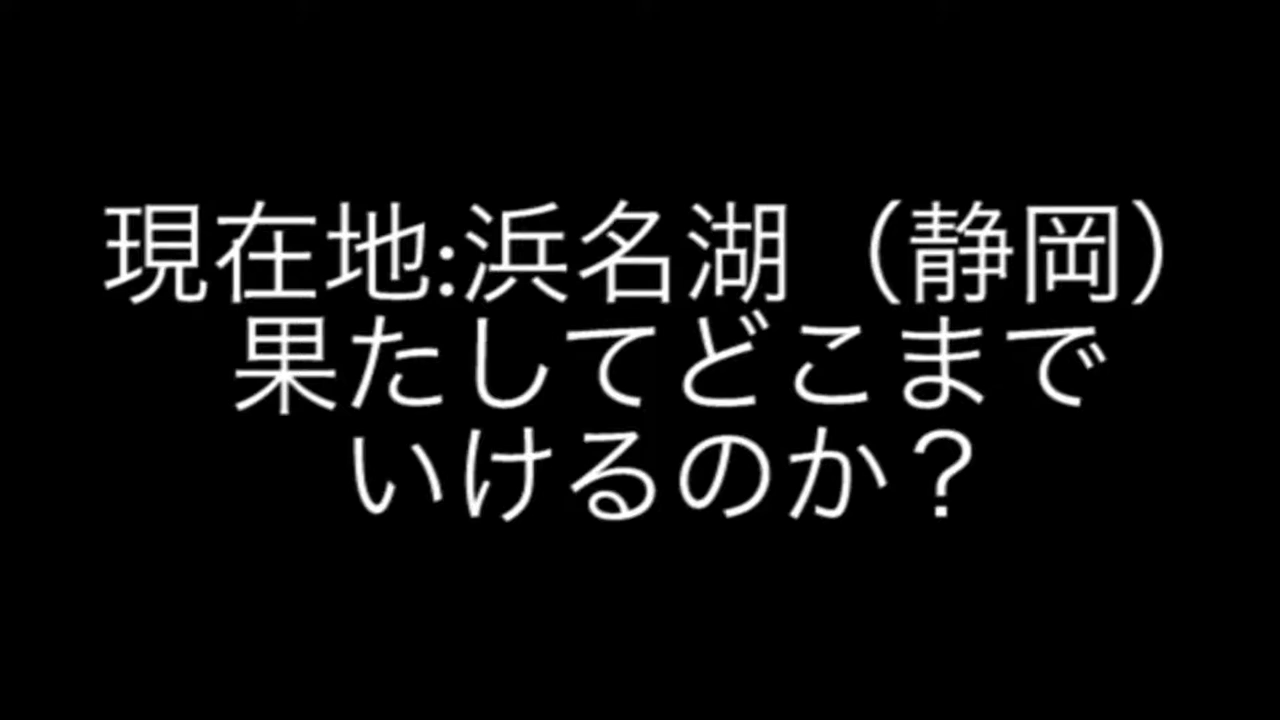 現在地:浜名湖（静岡）
果たしてどこまで
いけるのか？